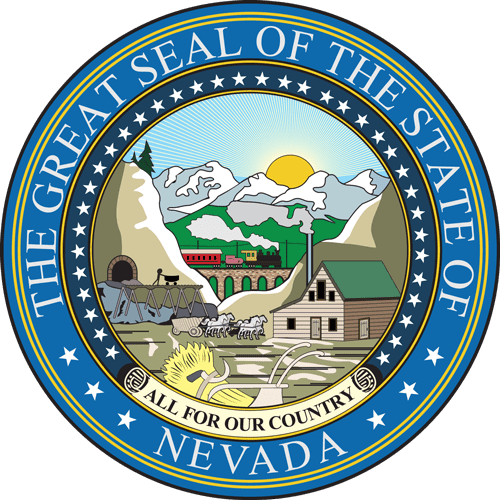 THE GREAT SEAL OF THE STATE OF
NEVADA
ALL FOR OUR COUNTRY